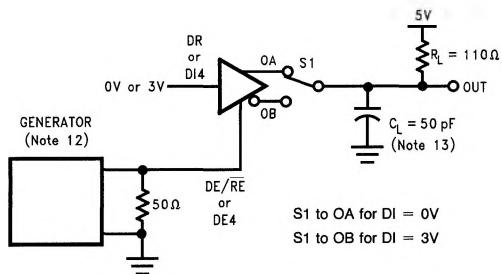 5V
R_L = 110Ω
DR
or
DI4
OA
S1
0V or 3V
OB
OUT
GENERATOR
(Note 12)
C_L = 50 pF
(Note 13)
50Ω
DE/R̅E̅
or
DE4
S1 to OA for DI = 0V
S1 to OB for DI = 3V